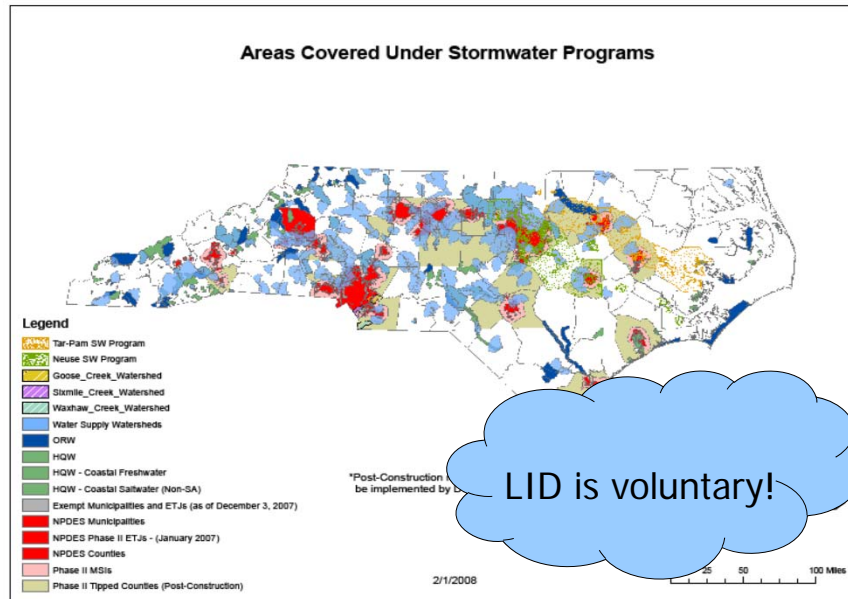 Areas Covered Under Stormwater Programs
Legend
Tar-Pam SW Program
Neuse SW Program
Goose_Creek_Watershed
Sixmile_Creek_Watershed
Waxhaw_Creek_Watershed
Water Supply Watersheds
ORW
HQW
HQW - Coastal Freshwater
HQW - Coastal Saltwater (Non-SA)
Exempt Municipalities and ETJs (as of December 3, 2007)
NPDES Municipalities
NPDES Phase II ETJs - (January 2007)
NPDES Counties
Phase II MSIs
Phase II Tipped Counties (Post-Construction)
*Post-Construction
be implemented by
2/1/2008
LID is voluntary!
25 50 100 Miles